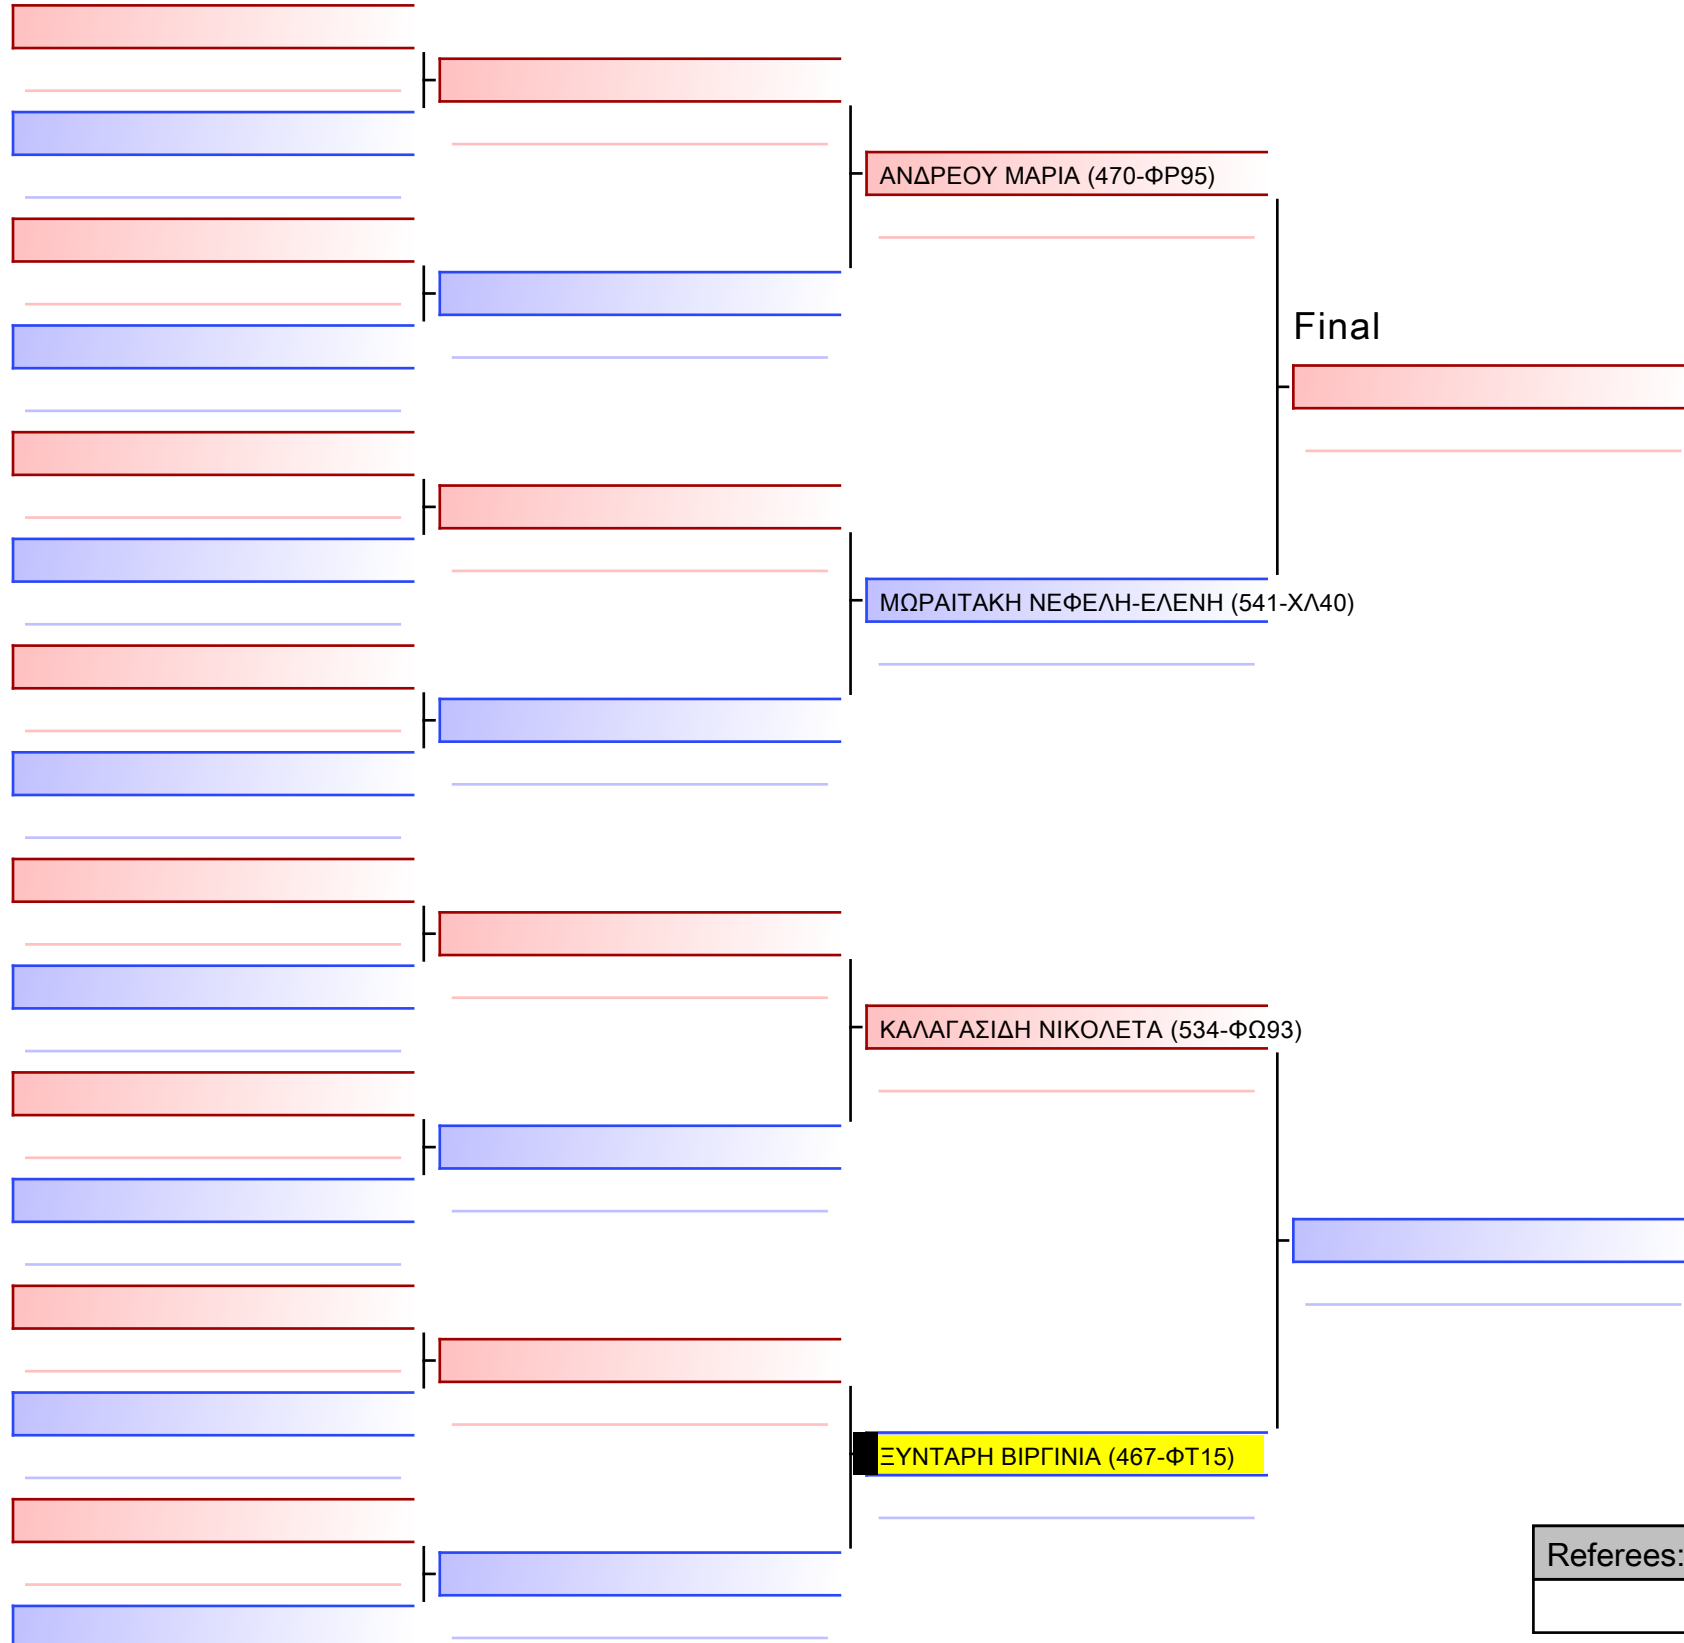 ΑΝΔΡΕΟΥ ΜΑΡΙΑ (470-ΦΡ95)
Final
ΜΩΡΑΙΤΑΚΗ ΝΕΦΕΛΗ-ΕΛΕΝΗ (541-ΧΛ40)
ΚΑΛΑΓΑΣΙΔΗ ΝΙΚΟΛΕΤΑ (534-ΦΩ93)
ΞΥΝΤΑΡΗ ΒΙΡΓΙΝΙΑ (467-ΦΤ15)
Referees: